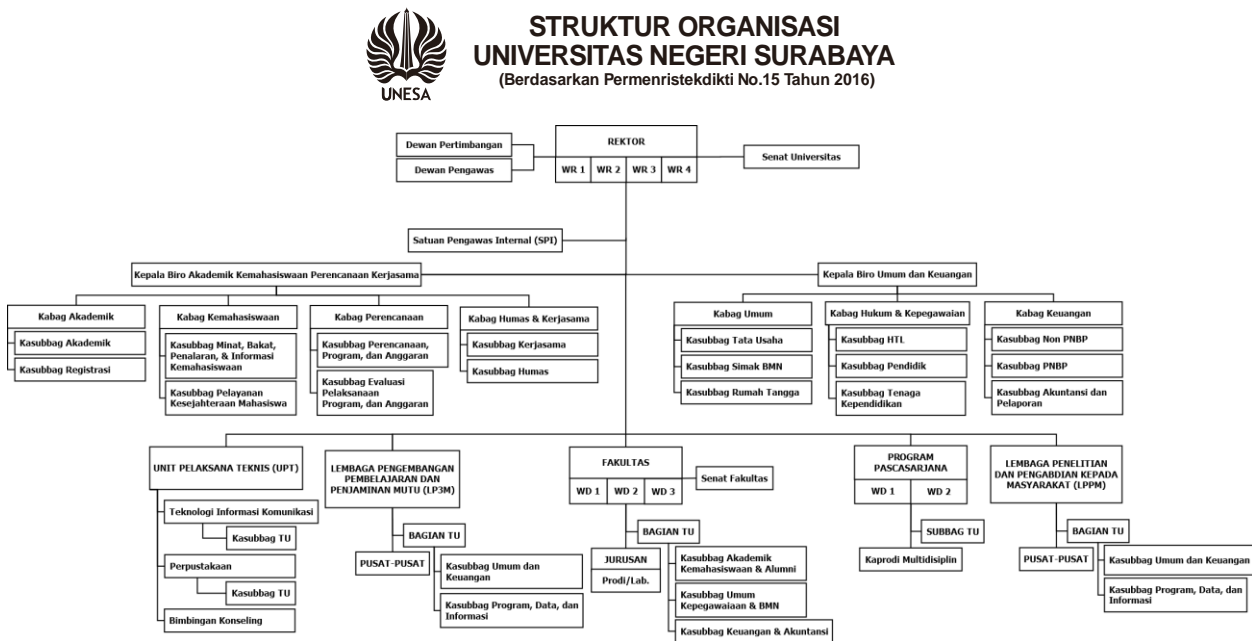 STRUKTUR ORGANISASI
UNIVERSITAS NEGERI SURABAYA
(Berdasarkan Permenristekdikti No.15 Tahun 2016)
UNESA
REKTOR
WR 1 WR 2 WR 3 WR 4
Dewan Pertimbangan
Dewan Pengawas
Senat Universitas
Satuan Pengawas Internal (SPI)
Kepala Biro Akademik Kemahasiswaan Perencanaan Kerjasama
Kabag Akademik
Kasubbag Akademik
Kasubbag Registrasi
Kabag Kemahasiswaan
Kasubbag Minat, Bakat,
Penalaran, & Informasi
Kemahasiswaan
Kasubbag Pelayanan
Kesejahteraan Mahasiswa
Kabag Perencanaan
Kasubbag Perencanaan,
Program, dan Anggaran
Kasubbag Evaluasi
Pelaksanaan
Program, dan Anggaran
Kabag Humas & Kerjasama
Kasubbag Kerjasama
Kasubbag Humas
Kepala Biro Umum dan Keuangan
Kabag Umum
Kasubbag Tata Usaha
Kasubbag Simak BMN
Kasubbag Rumah Tangga
Kabag Hukum & Kepegawaian
Kasubbag HTL
Kasubbag Pendidik
Kasubbag Tenaga
Kependidikan
Kabag Keuangan
Kasubbag Non PNBP
Kasubbag PNBP
Kasubbag Akuntansi dan
Pelaporan
UNIT PELAKSANA TEKNIS (UPT)
Teknologi Informasi Komunikasi
Kasubbag TU
Perpustakaan
Kasubbag TU
Bimbingan Konseling
LEMBAGA PENGEMBANGAN
PEMBELAJARAN DAN
PENJAMINAN MUTU (LP3M)
BAGIAN TU
PUSAT-PUSAT
Kasubbag Umum dan
Keuangan
Kasubbag Program, Data, dan
Informasi
FAKULTAS
WD 1 WD 2 WD 3
Senat Fakultas
BAGIAN TU
JURUSAN
Prodi/Lab.
Kasubbag Akademik
Kemahasiswaan & Alumni
Kasubbag Umum
Kepegawaiaan & BMN
Kasubbag Keuangan & Akuntansi
PROGRAM
PASCASARJANA
WD 1 WD 2
SUBBAG TU
Kaprodi Multidisiplin
LEMBAGA PENELITIAN
DAN PENGABDIAN KEPADA
MASYARAKAT (LPPM)
BAGIAN TU
PUSAT-PUSAT
Kasubbag Umum dan Keuangan
Kasubbag Program, Data, dan
Informasi